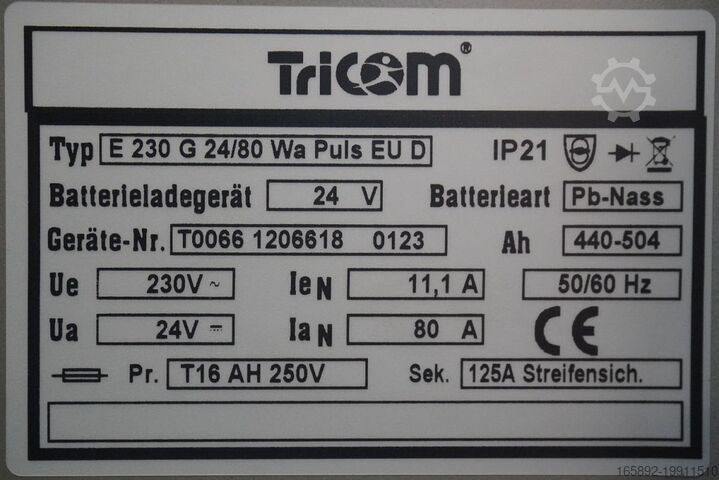 TRICOM®
Typ E 230 G 24/80 Wa Puls EU D IP21
Batterieladegerät 24 V Batterieart Pb-Nass
Geräte-Nr. T0066 1206618 0123 Ah 440-504
Ue 230V ~ IeN 11,1 A 50/60 Hz
Ua 24V ⎓ IaN 80 A CE
Pr. T16 AH 250V Sek. 125A Streifensich.
165892-19911510